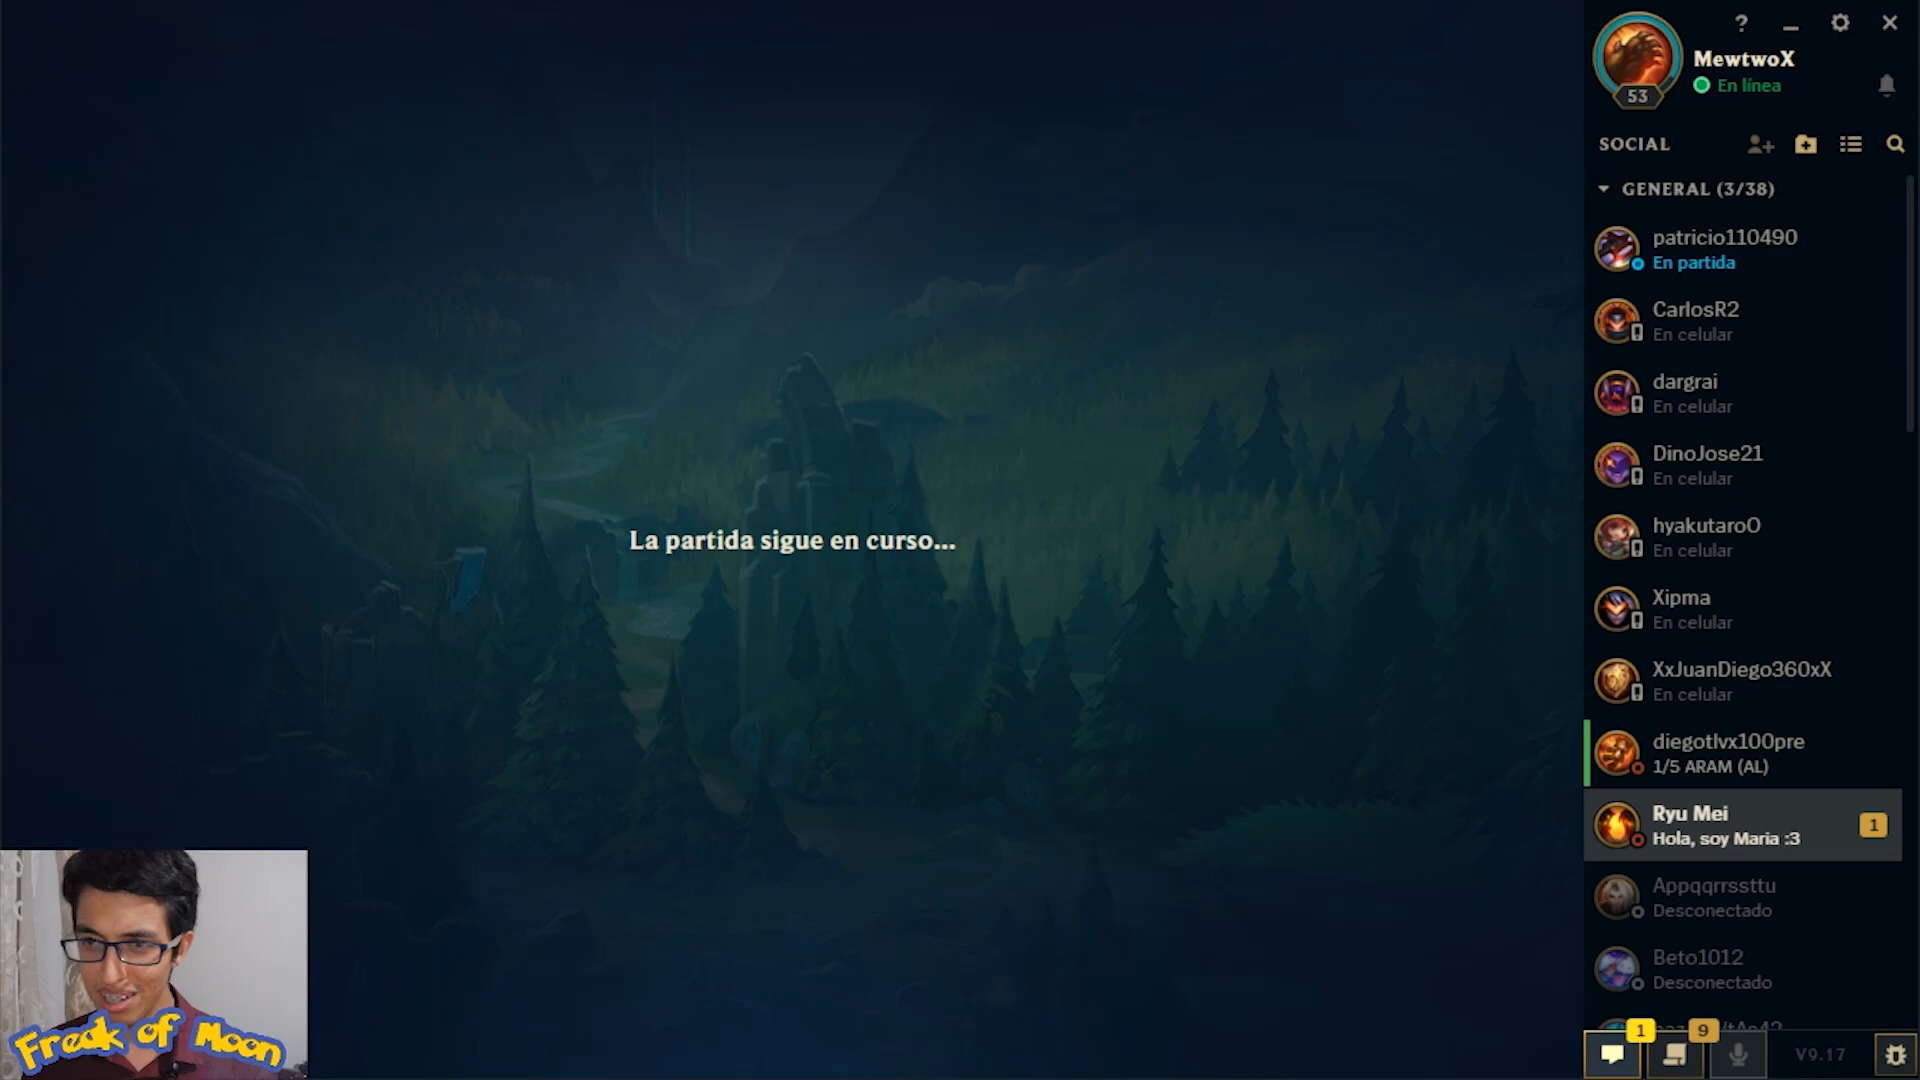 ?
MewtwoX
En línea
53
SOCIAL
GENERAL (3/38)
patricio110490
En partida
CarlosR2
En celular
dargrai
En celular
DinoJose21
En celular
hyakutaroO
En celular
Xipma
En celular
XxJuanDiego360xX
En celular
diegotlvx100pre
1/5 ARAM (AL)
Ryu Mei
Hola, soy Maria :3
1
Appqqrrssttu
Desconectado
Beto1012
Desconectado
1
9
V9.17
La partida sigue en curso...
Freak of Moon